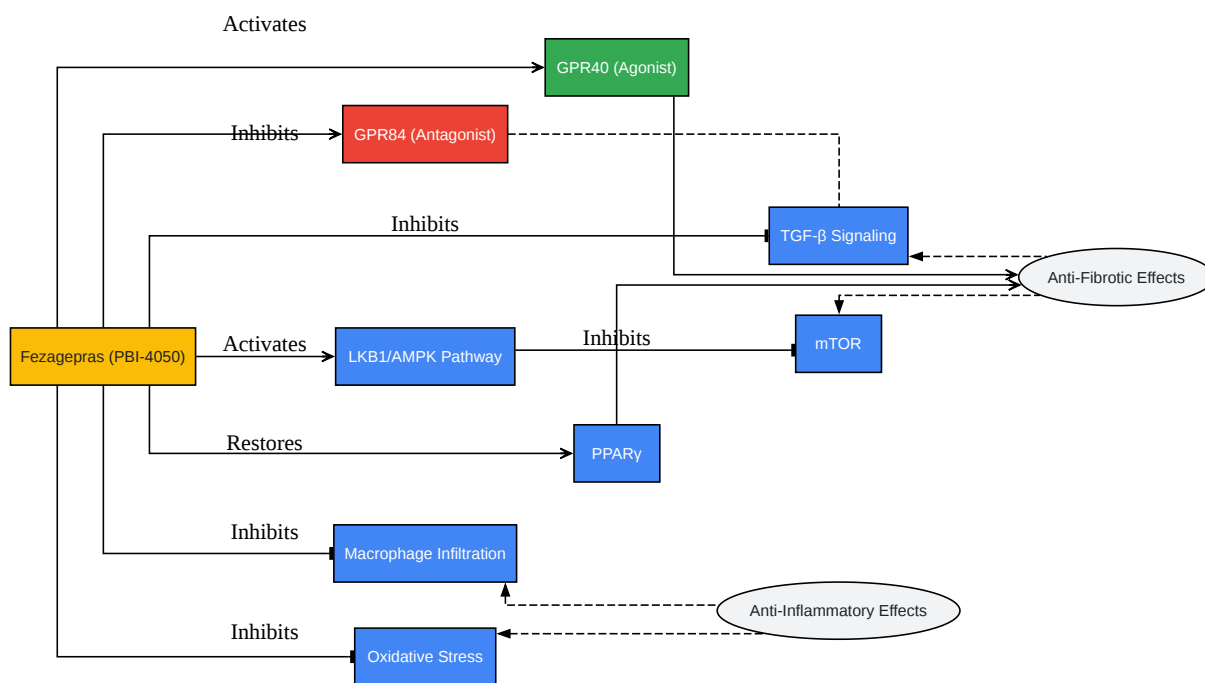 Activates
GPR40 (Agonist)
Inhibits
GPR84 (Antagonist)
Inhibits
TGF-β Signaling
Anti-Fibrotic Effects
Fezagepras (PBI-4050)
Activates
LKB1/AMPK Pathway
Inhibits
mTOR
Restores
PPARγ
Inhibits
Macrophage Infiltration
Anti-Inflammatory Effects
Inhibits
Oxidative Stress